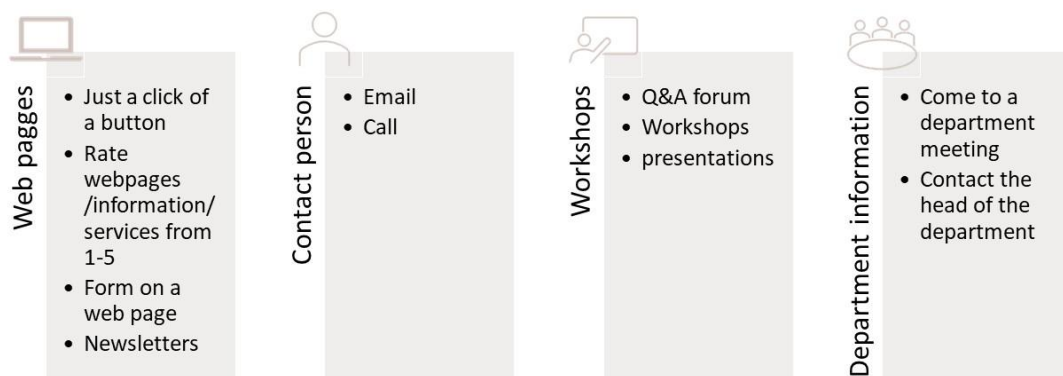 Web pagges
• Just a click of
a button
• Rate
webpages
/information/
services from
1-5
• Form on a
web page
• Newsletters
Contact person
• Email
• Call
Workshops
• Q&A forum
• Workshops
• presentations
Department information
• Come to a
department
meeting
• Contact the
head of the
department